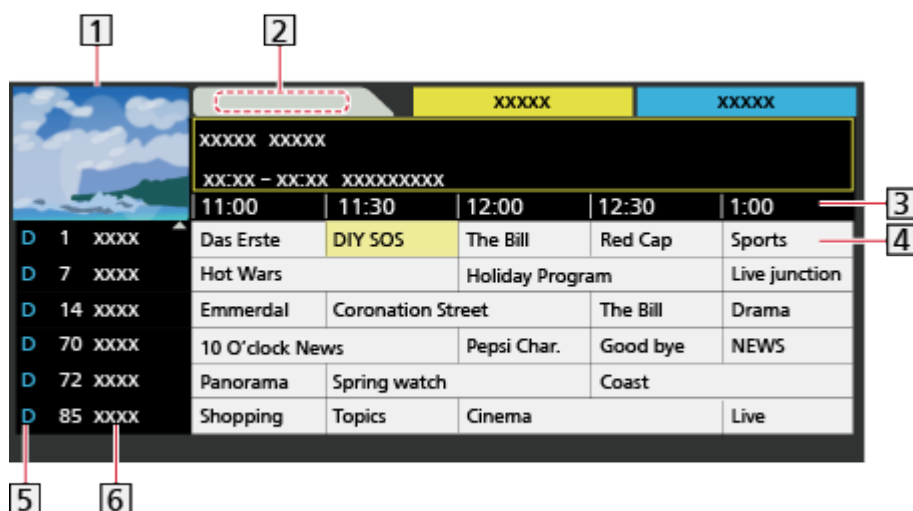 1 2
XXXXX XXXXX
XXXXX XXXXX
XX:XX – XX:XX XXXXXXXXX
11:00 11:30 12:00 12:30 1:00 3
D 1 XXXX Das Erste DIY SOS The Bill Red Cap Sports 4
D 7 XXXX Hot Wars Holiday Program Live junction
D 14 XXXX Emmerdal Coronation Street The Bill Drama
D 70 XXXX 10 O'clock News Pepsi Char. Good bye NEWS
D 72 XXXX Panorama Spring watch Coast
D 85 XXXX Shopping Topics Cinema Live
5 6